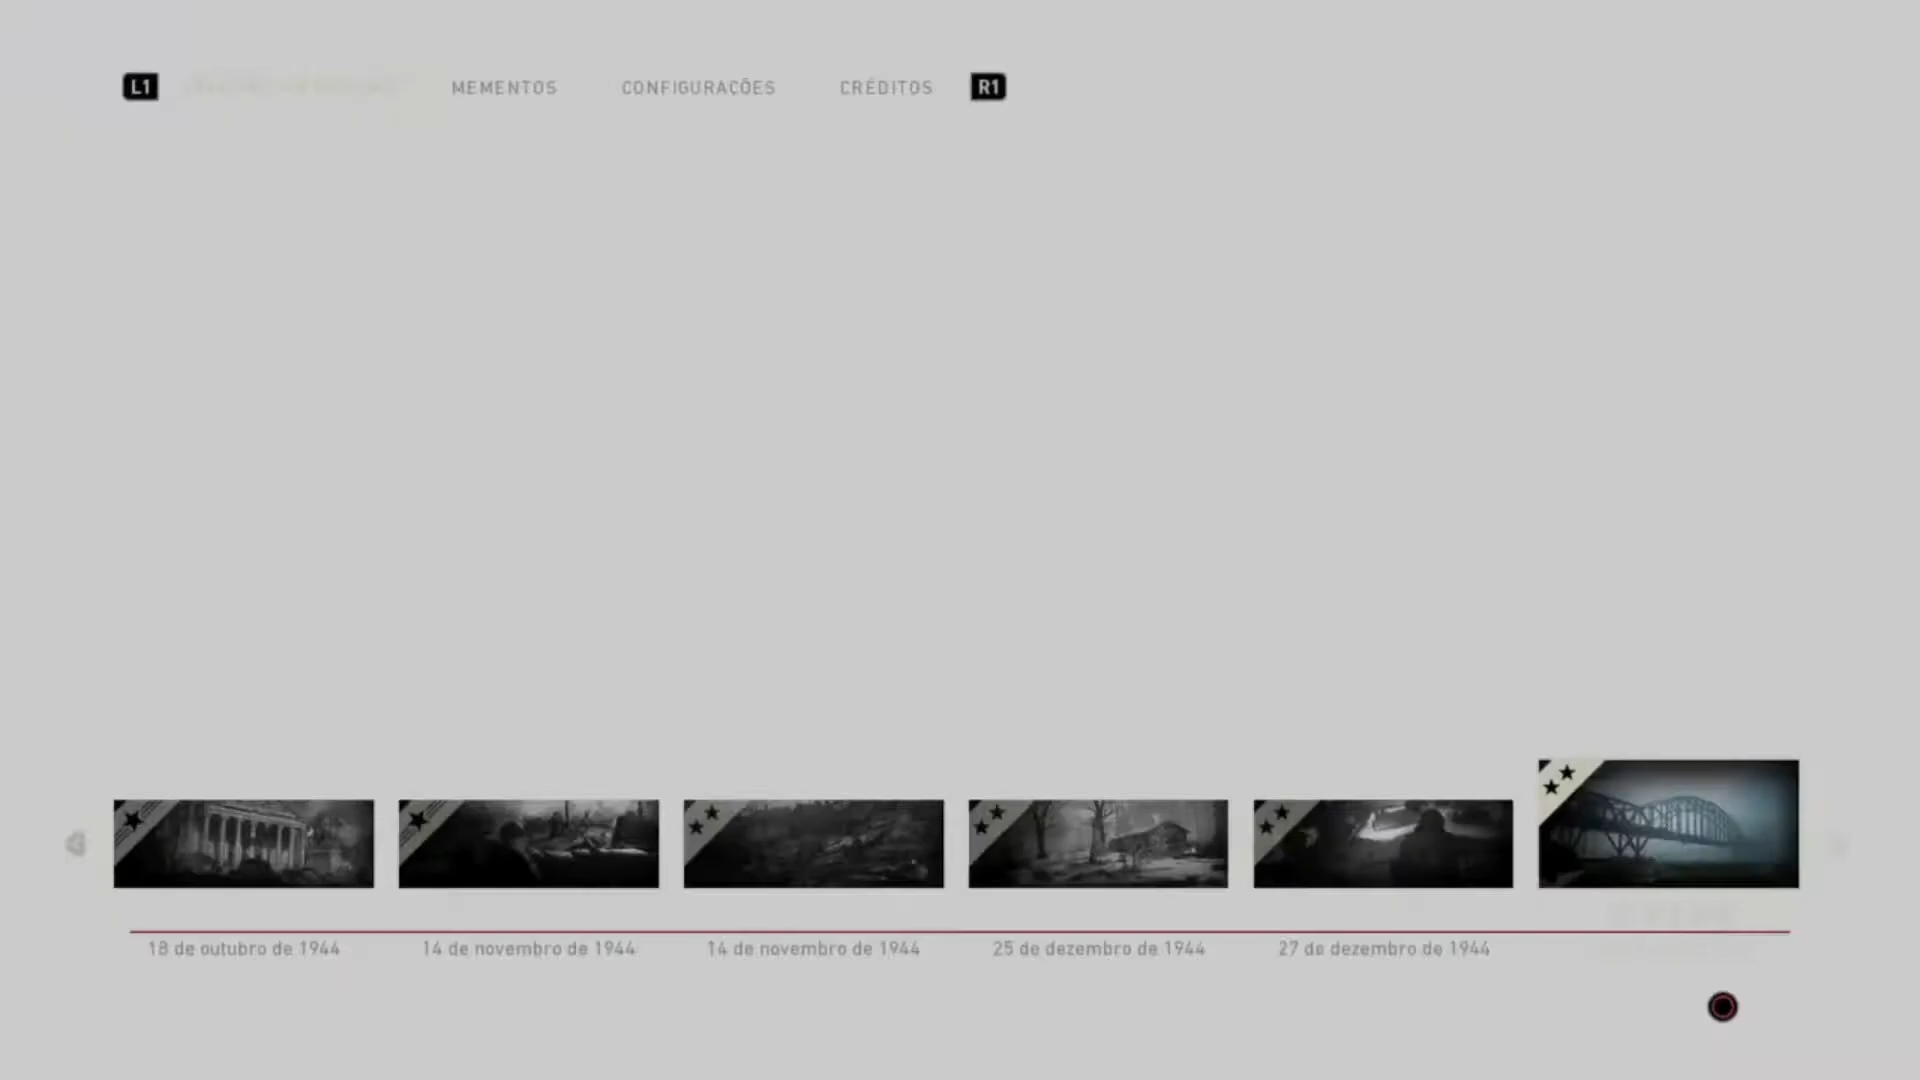 L1 MEMENTOS CONFIGURAÇÕES CRÉDITOS R1
18 de outubro de 1944 14 de novembro de 1944 14 de novembro de 1944 25 de dezembro de 1944 27 de dezembro de 1944